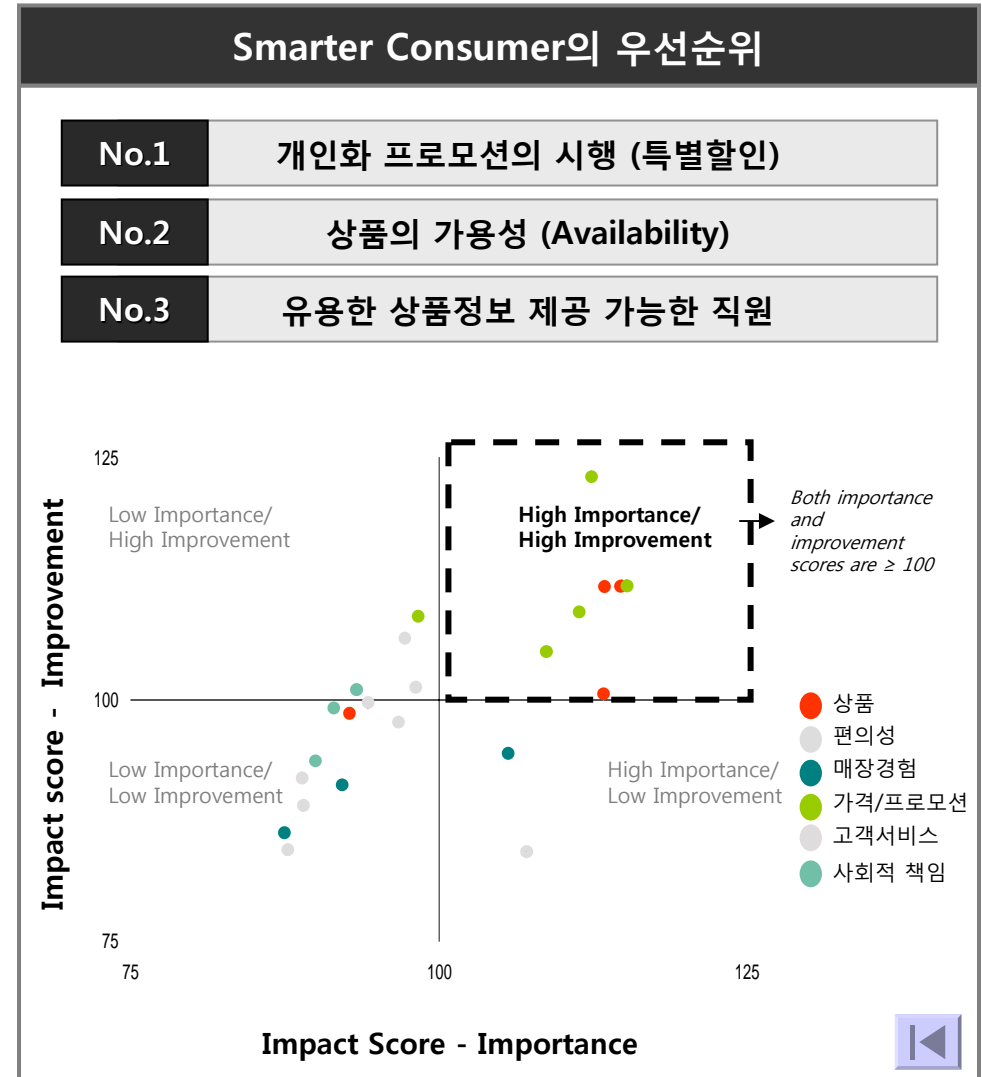 Smarter Consumer의 우선순위
No.1 개인화 프로모션의 시행 (특별할인)
No.2 상품의 가용성 (Availability)
No.3 유용한 상품정보 제공 가능한 직원
125
Low Importance/
High Improvement
High Importance/
High Improvement
Both importance
and
improvement
scores are ≥ 100
Impact score - Improvement
100
상품
편의성
매장경험
가격/프로모션
고객서비스
사회적 책임
Low Importance/
Low Improvement
High Importance/
Low Improvement
75
75
100
125
Impact Score - Importance